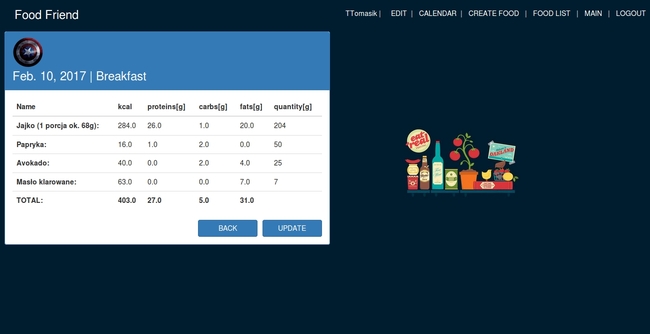 Food Friend
TTomasik | EDIT | CALENDAR | CREATE FOOD | FOOD LIST | MAIN | LOGOUT
Feb. 10, 2017 | Breakfast
Name kcal proteins[g] carbs[g] fats[g] quantity[g]
Jajko (1 porcja ok. 68g): 284.0 26.0 1.0 20.0 204
Papryka: 16.0 1.0 2.0 0.0 50
Avokado: 40.0 0.0 2.0 4.0 25
Masło klarowane: 63.0 0.0 0.0 7.0 7
TOTAL: 403.0 27.0 5.0 31.0
BACK UPDATE
eat
real